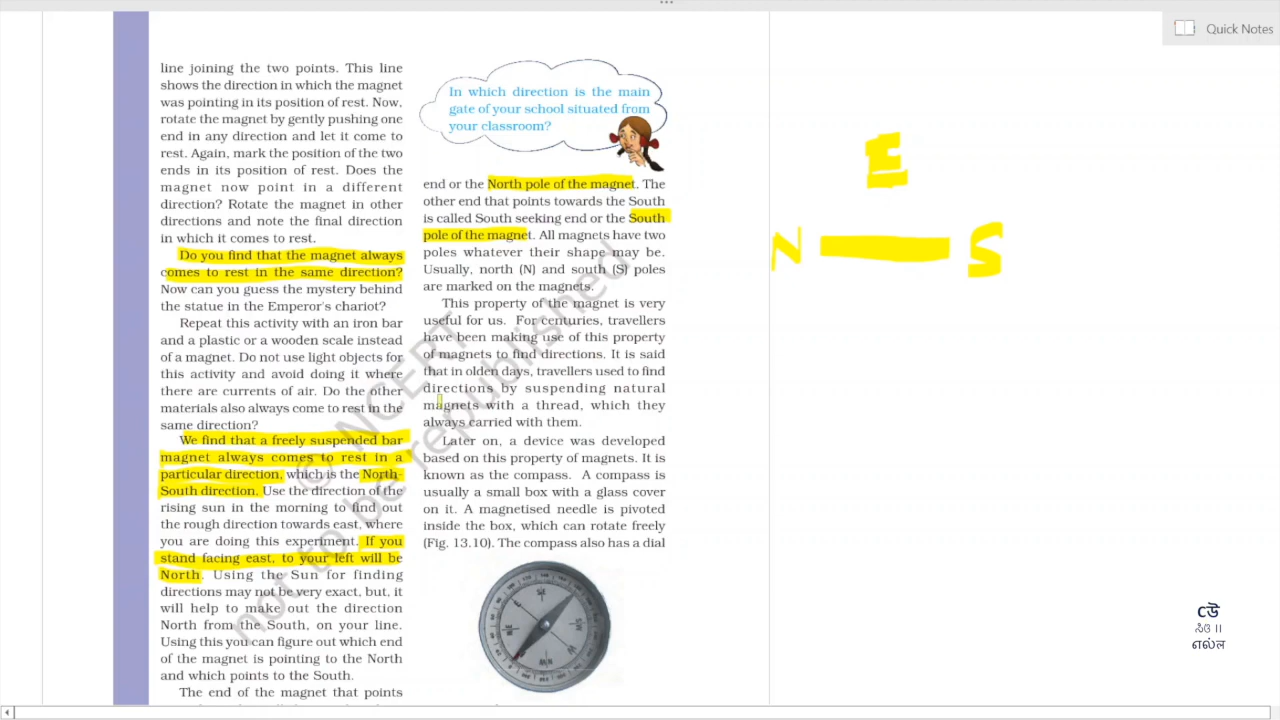 Quick Notes
line joining the two points. This line
shows the direction in which the magnet
was pointing in its position of rest. Now,
rotate the magnet by gently pushing one
end in any direction and let it come to
rest. Again, mark the position of the two
ends in its position of rest. Does the
magnet now point in a different
direction? Rotate the magnet in other
directions and note the final direction
in which it comes to rest.
Do you find that the magnet always
comes to rest in the same direction?
Now can you guess the mystery behind
the statue in the Emperor's chariot?
Repeat this activity with an iron bar
and a plastic or a wooden scale instead
of a magnet. Do not use light objects for
this activity and avoid doing it where
there are currents of air. Do the other
materials also always come to rest in the
same direction?
We find that a freely suspended bar
magnet always comes to rest in a
particular direction, which is the North-
South direction. Use the direction of the
rising sun in the morning to find out
the rough direction towards east, where
you are doing this experiment. If you
stand facing east, to your left will be
North. Using the Sun for finding
directions may not be very exact, but, it
will help to make out the direction
North from the South, on your line.
Using this you can figure out which end
of the magnet is pointing to the North
and which points to the South.
The end of the magnet that points
In which direction is the main
gate of your school situated from
your classroom?
end or the North pole of the magnet. The
other end that points towards the South
is called South seeking end or the South
pole of the magnet. All magnets have two
poles whatever their shape may be.
Usually, north (N) and south (S) poles
are marked on the magnets.
This property of the magnet is very
useful for us. For centuries, travellers
have been making use of this property
of magnets to find directions. It is said
that in olden days, travellers used to find
directions by suspending natural
magnets with a thread, which they
always carried with them.
Later on, a device was developed
based on this property of magnets. It is
known as the compass. A compass is
usually a small box with a glass cover
on it. A magnetised needle is pivoted
inside the box, which can rotate freely
(Fig. 13.10). The compass also has a dial
© NCERT
not to be republished
E
N S